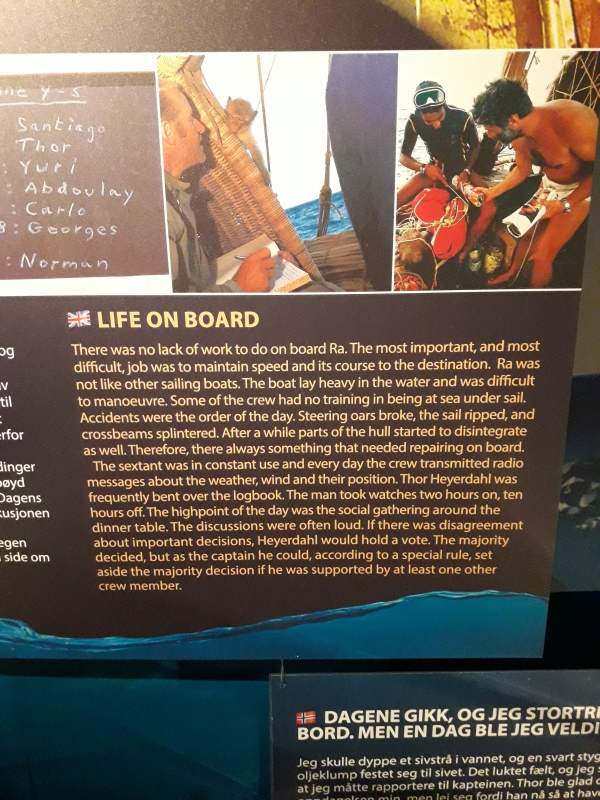 Santiago
Thor
: Yuri
: Abdoulay
: Carlo
8: Georges
: Norman
og
til
erfor
dinger
øyd
Dagens
kusjonen
egen
side om
LIFE ON BOARD
There was no lack of work to do on board Ra. The most important, and most
difficult, job was to maintain speed and its course to the destination. Ra was
not like other sailing boats. The boat lay heavy in the water and was difficult
to manoeuvre. Some of the crew had no training in being at sea under sail.
Accidents were the order of the day. Steering oars broke, the sail ripped, and
crossbeams splintered. After a while parts of the hull started to disintegrate
as well. Therefore, there always something that needed repairing on board.
The sextant was in constant use and every day the crew transmitted radio
messages about the weather, wind and their position. Thor Heyerdahl was
frequently bent over the logbook. The man took watches two hours on, ten
hours off. The highpoint of the day was the social gathering around the
dinner table. The discussions were often loud. If there was disagreement
about important decisions, Heyerdahl would hold a vote. The majority
decided, but as the captain he could, according to a special rule, set
aside the majority decision if he was supported by at least one other
crew member.
DAGENE GIKK, OG JEG STORTRI
BORD. MEN EN DAG BLE JEG VELDI
Jeg skulle dyppe et sivstrå i vannet, og en svart styg
oljeklump festet seg til sivet. Det luktet fælt, og jeg s
at jeg måtte rapportere til kapteinen. Thor ble glad o